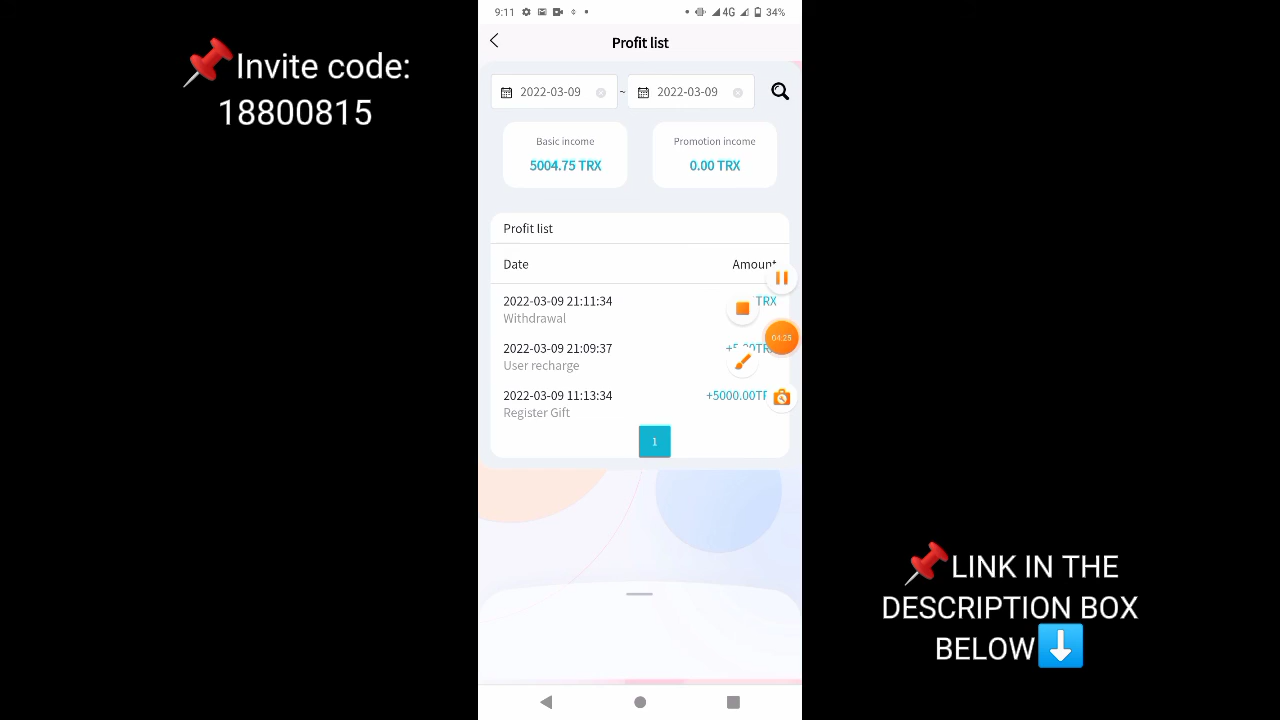 Invite code:
18800815
9:11
4G 34%
Profit list
2022-03-09 ~ 2022-03-09
Basic income
5004.75 TRX
Promotion income
0.00 TRX
Profit list
Date Amount
2022-03-09 21:11:34 TRX
Withdrawal
2022-03-09 21:09:37
User recharge
2022-03-09 11:13:34 +5000.00
Register Gift
04:25
1
LINK IN THE
DESCRIPTION BOX
BELOW